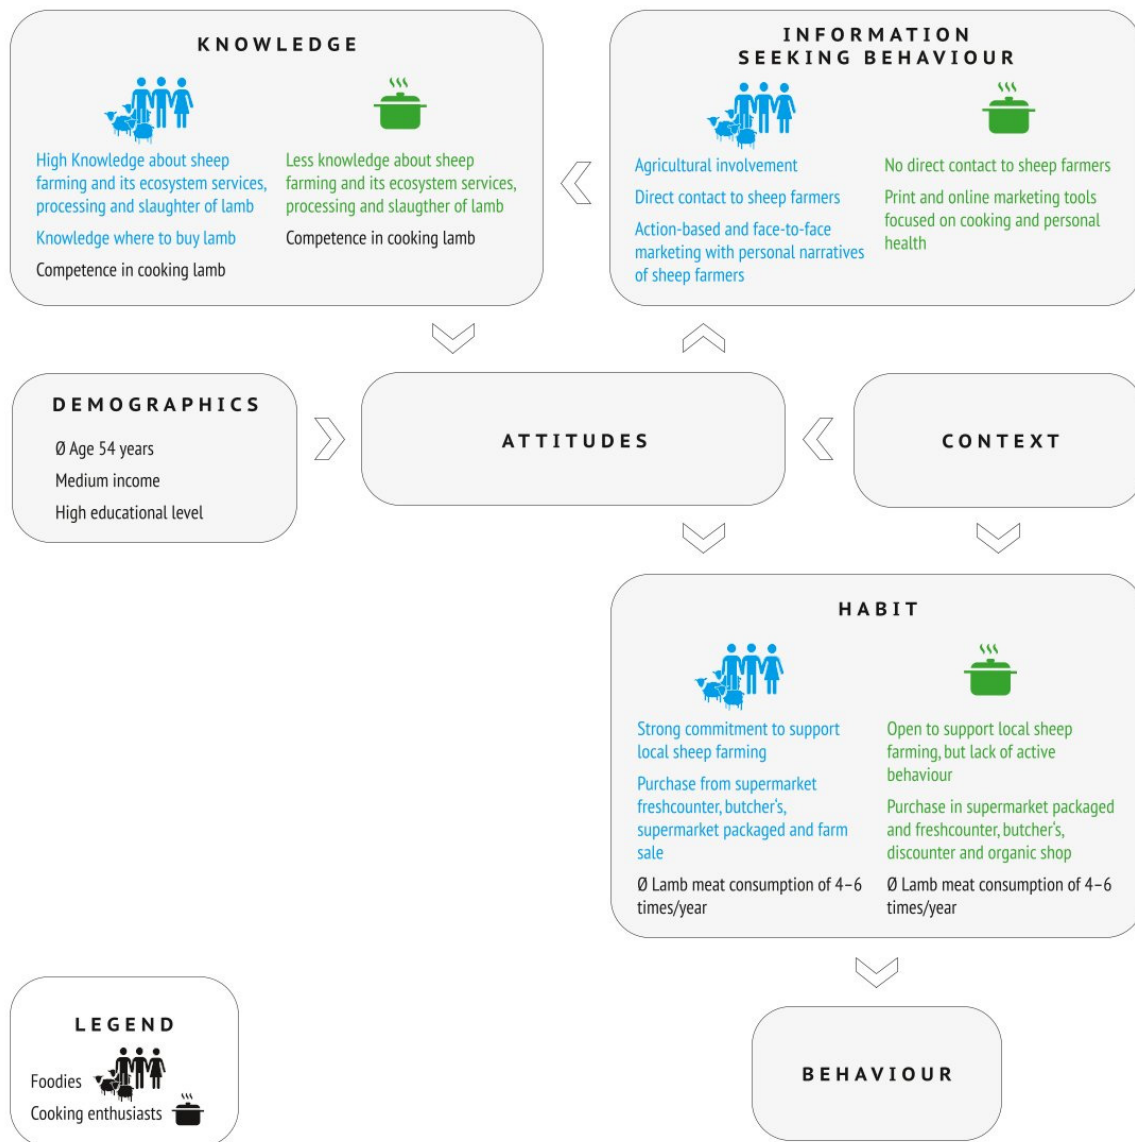 KNOWLEDGE
High Knowledge about sheep
farming and its ecosystem services,
processing and slaughter of lamb
Knowledge where to buy lamb
Competence in cooking lamb
Less knowledge about sheep
farming and its ecosystem services,
processing and slaugther of lamb
Competence in cooking lamb
INFORMATION
SEEKING BEHAVIOUR
Agricultural involvement
Direct contact to sheep farmers
Action-based and face-to-face
marketing with personal narratives
of sheep farmers
No direct contact to sheep farmers
Print and online marketing tools
focused on cooking and personal
health
DEMOGRAPHICS
Ø Age 54 years
Medium income
High educational level
ATTITUDES
CONTEXT
HABIT
Strong commitment to support
local sheep farming
Purchase from supermarket
freshcounter, butcher‘s,
supermarket packaged and farm
sale
Ø Lamb meat consumption of 4–6
times/year
Open to support local sheep
farming, but lack of active
behaviour
Purchase in supermarket packaged
and freshcounter, butcher‘s,
discounter and organic shop
Ø Lamb meat consumption of 4–6
times/year
LEGEND
Foodies
Cooking enthusiasts
BEHAVIOUR